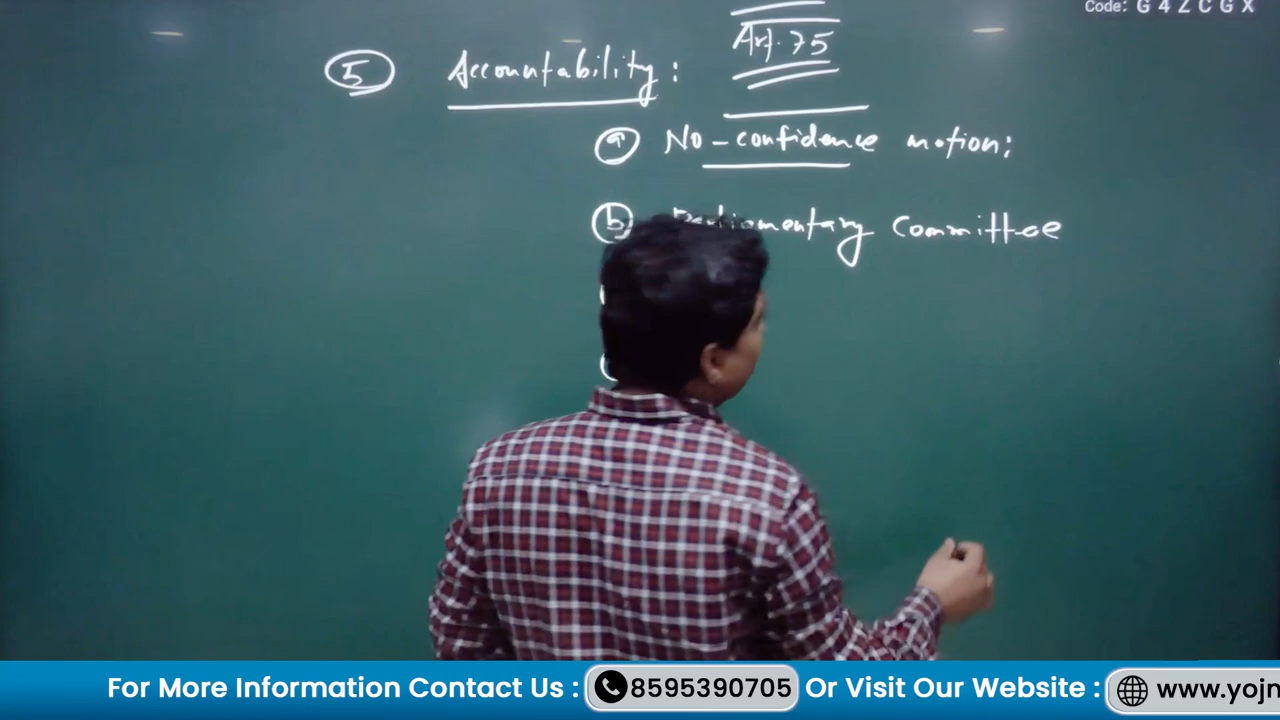 Code: G4ZCGX
Art. 75
5 Accountability:
a No-confidence motion:
b Parliamentary Committee
For More Information Contact Us : 8595390705 Or Visit Our Website : www.yojn